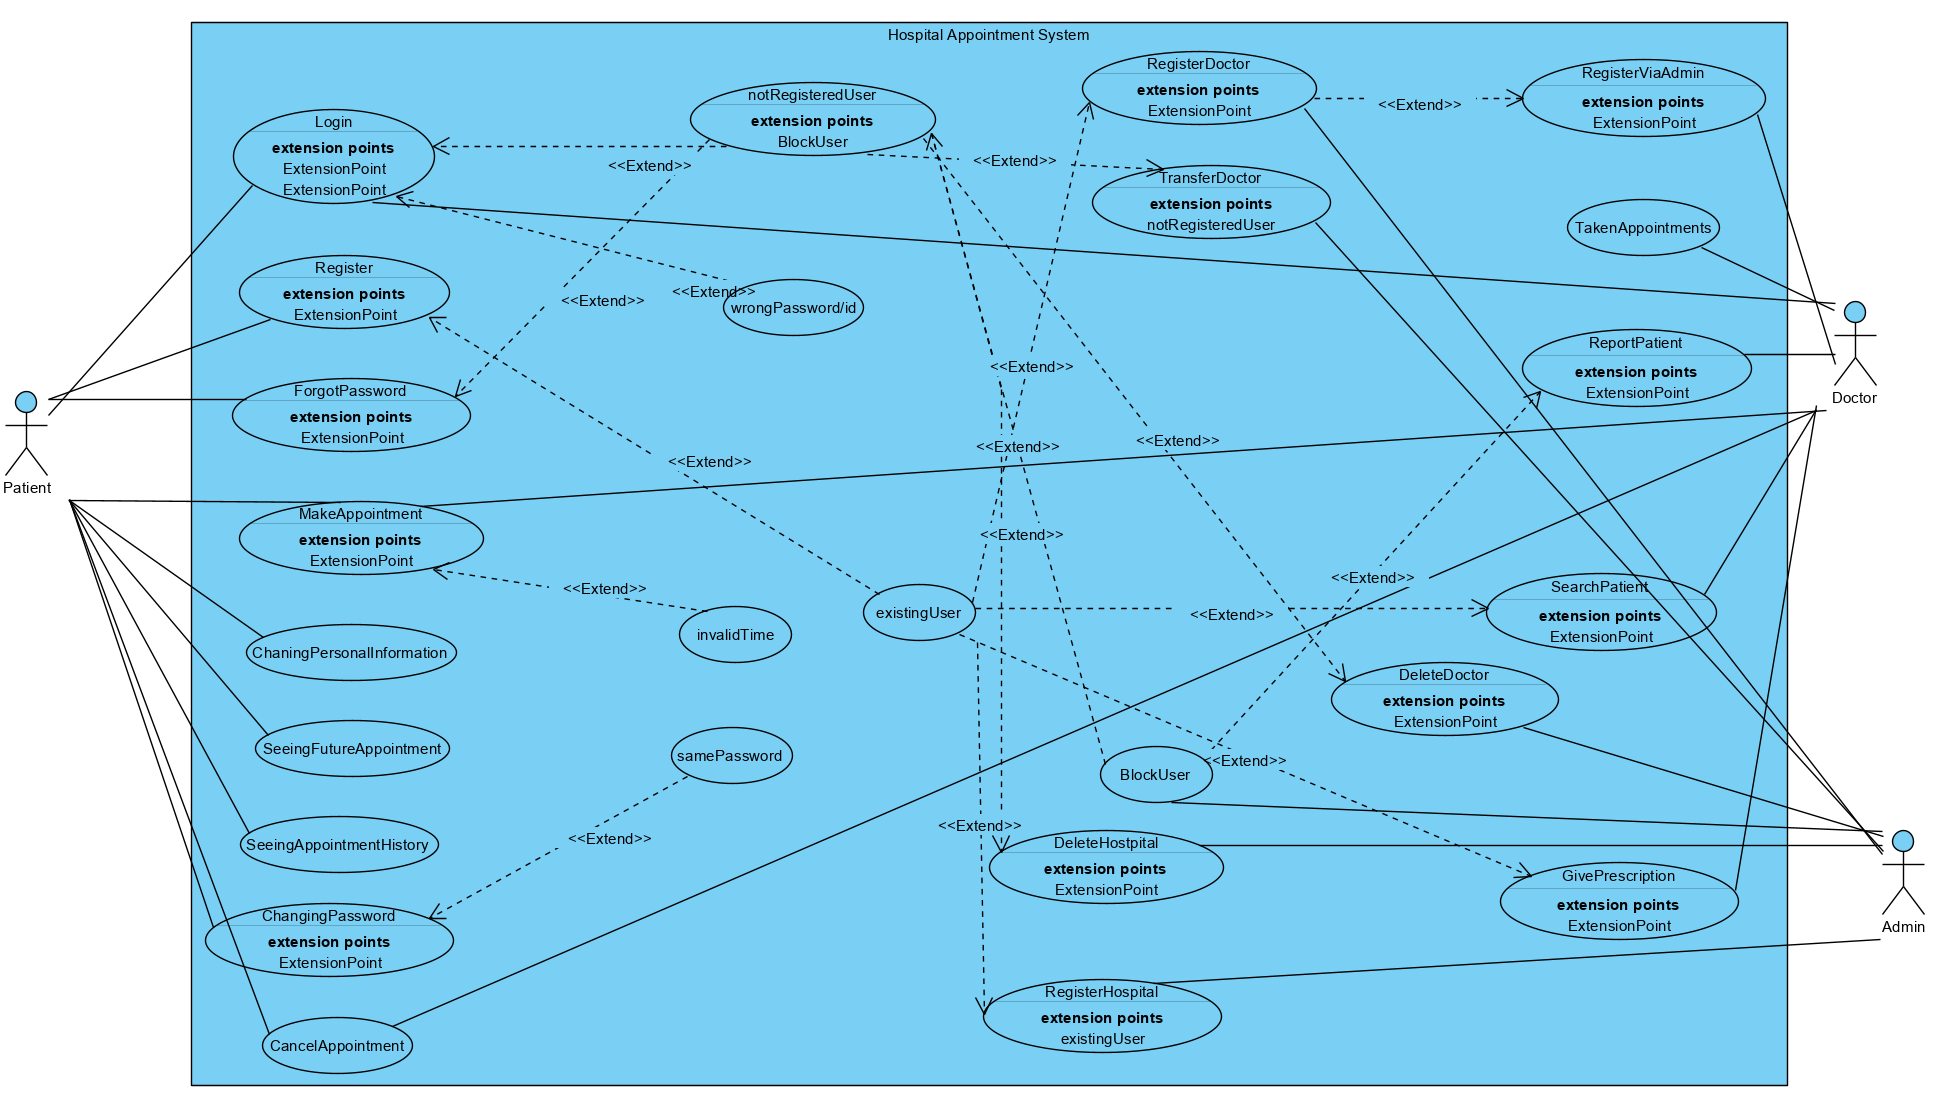 Hospital Appointment System
RegisterDoctor
extension points
ExtensionPoint
RegisterViaAdmin
extension points
ExtensionPoint
<<Extend>>
notRegisteredUser
extension points
BlockUser
Login
extension points
ExtensionPoint
ExtensionPoint
<<Extend>>
<<Extend>>
TransferDoctor
extension points
notRegisteredUser
TakenAppointments
Register
extension points
ExtensionPoint
<<Extend>>
<<Extend>>
wrongPassword/id
ReportPatient
extension points
ExtensionPoint
Doctor
ForgotPassword
extension points
ExtensionPoint
<<Extend>>
<<Extend>>
<<Extend>>
<<Extend>>
Patient
MakeAppointment
extension points
ExtensionPoint
<<Extend>>
<<Extend>>
<<Extend>>
existingUser
<<Extend>>
SearchPatient
extension points
ExtensionPoint
invalidTime
ChaningPersonalInformation
DeleteDoctor
extension points
ExtensionPoint
SeeingFutureAppointment
samePassword
<<Extend>>
BlockUser
<<Extend>>
<<Extend>>
SeeingAppointmentHistory
DeleteHostpital
extension points
ExtensionPoint
GivePrescription
extension points
ExtensionPoint
Admin
ChangingPassword
extension points
ExtensionPoint
RegisterHospital
extension points
existingUser
CancelAppointment